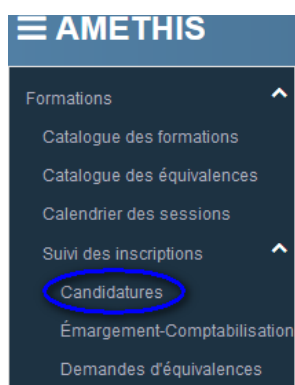 AMETHIS
Formations
Catalogue des formations
Catalogue des équivalences
Calendrier des sessions
Suivi des inscriptions
Candidatures
Émargement-Comptabilisation
Demandes d'équivalences